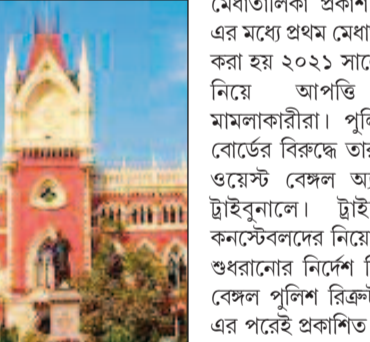 মেধাতালিকা প্রকাশ
এর মধ্যে প্রথম মেধা
করা হয় ২০২১ সালে
নিয়ে আপত্তি
মামলাকারীরা। পুলি
বোর্ডের বিরুদ্ধে তার
ওয়েস্ট বেঙ্গল অ্যা
ট্রাইবুনালে। ট্রাই
কনস্টেবলদের নিয়ে
শুধরানোর নির্দেশ দি
বেঙ্গল পুলিশ রিক্রুট
এর পরেই প্রকাশিত